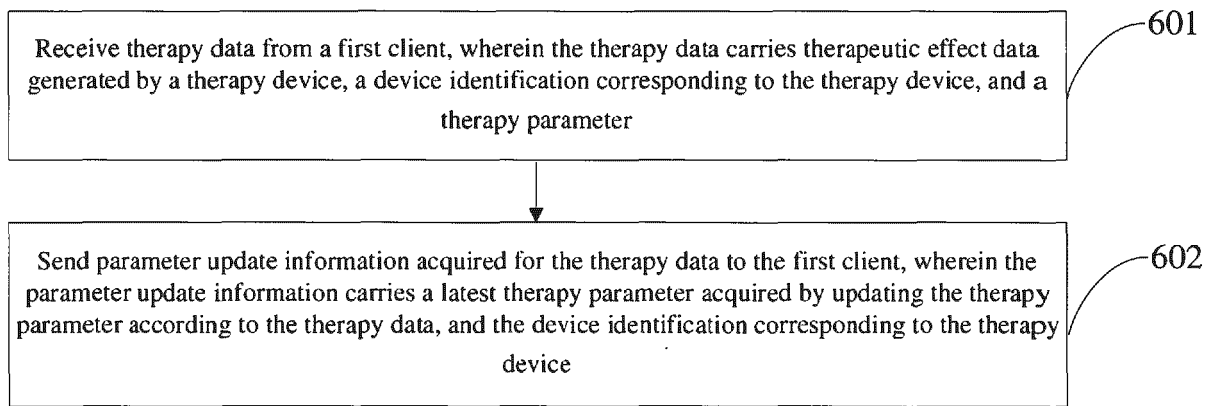 Receive therapy data from a first client, wherein the therapy data carries therapeutic effect data
generated by a therapy device, a device identification corresponding to the therapy device, and a
therapy parameter
601
Send parameter update information acquired for the therapy data to the first client, wherein the
parameter update information carries a latest therapy parameter acquired by updating the therapy
parameter according to the therapy data, and the device identification corresponding to the therapy
device
602